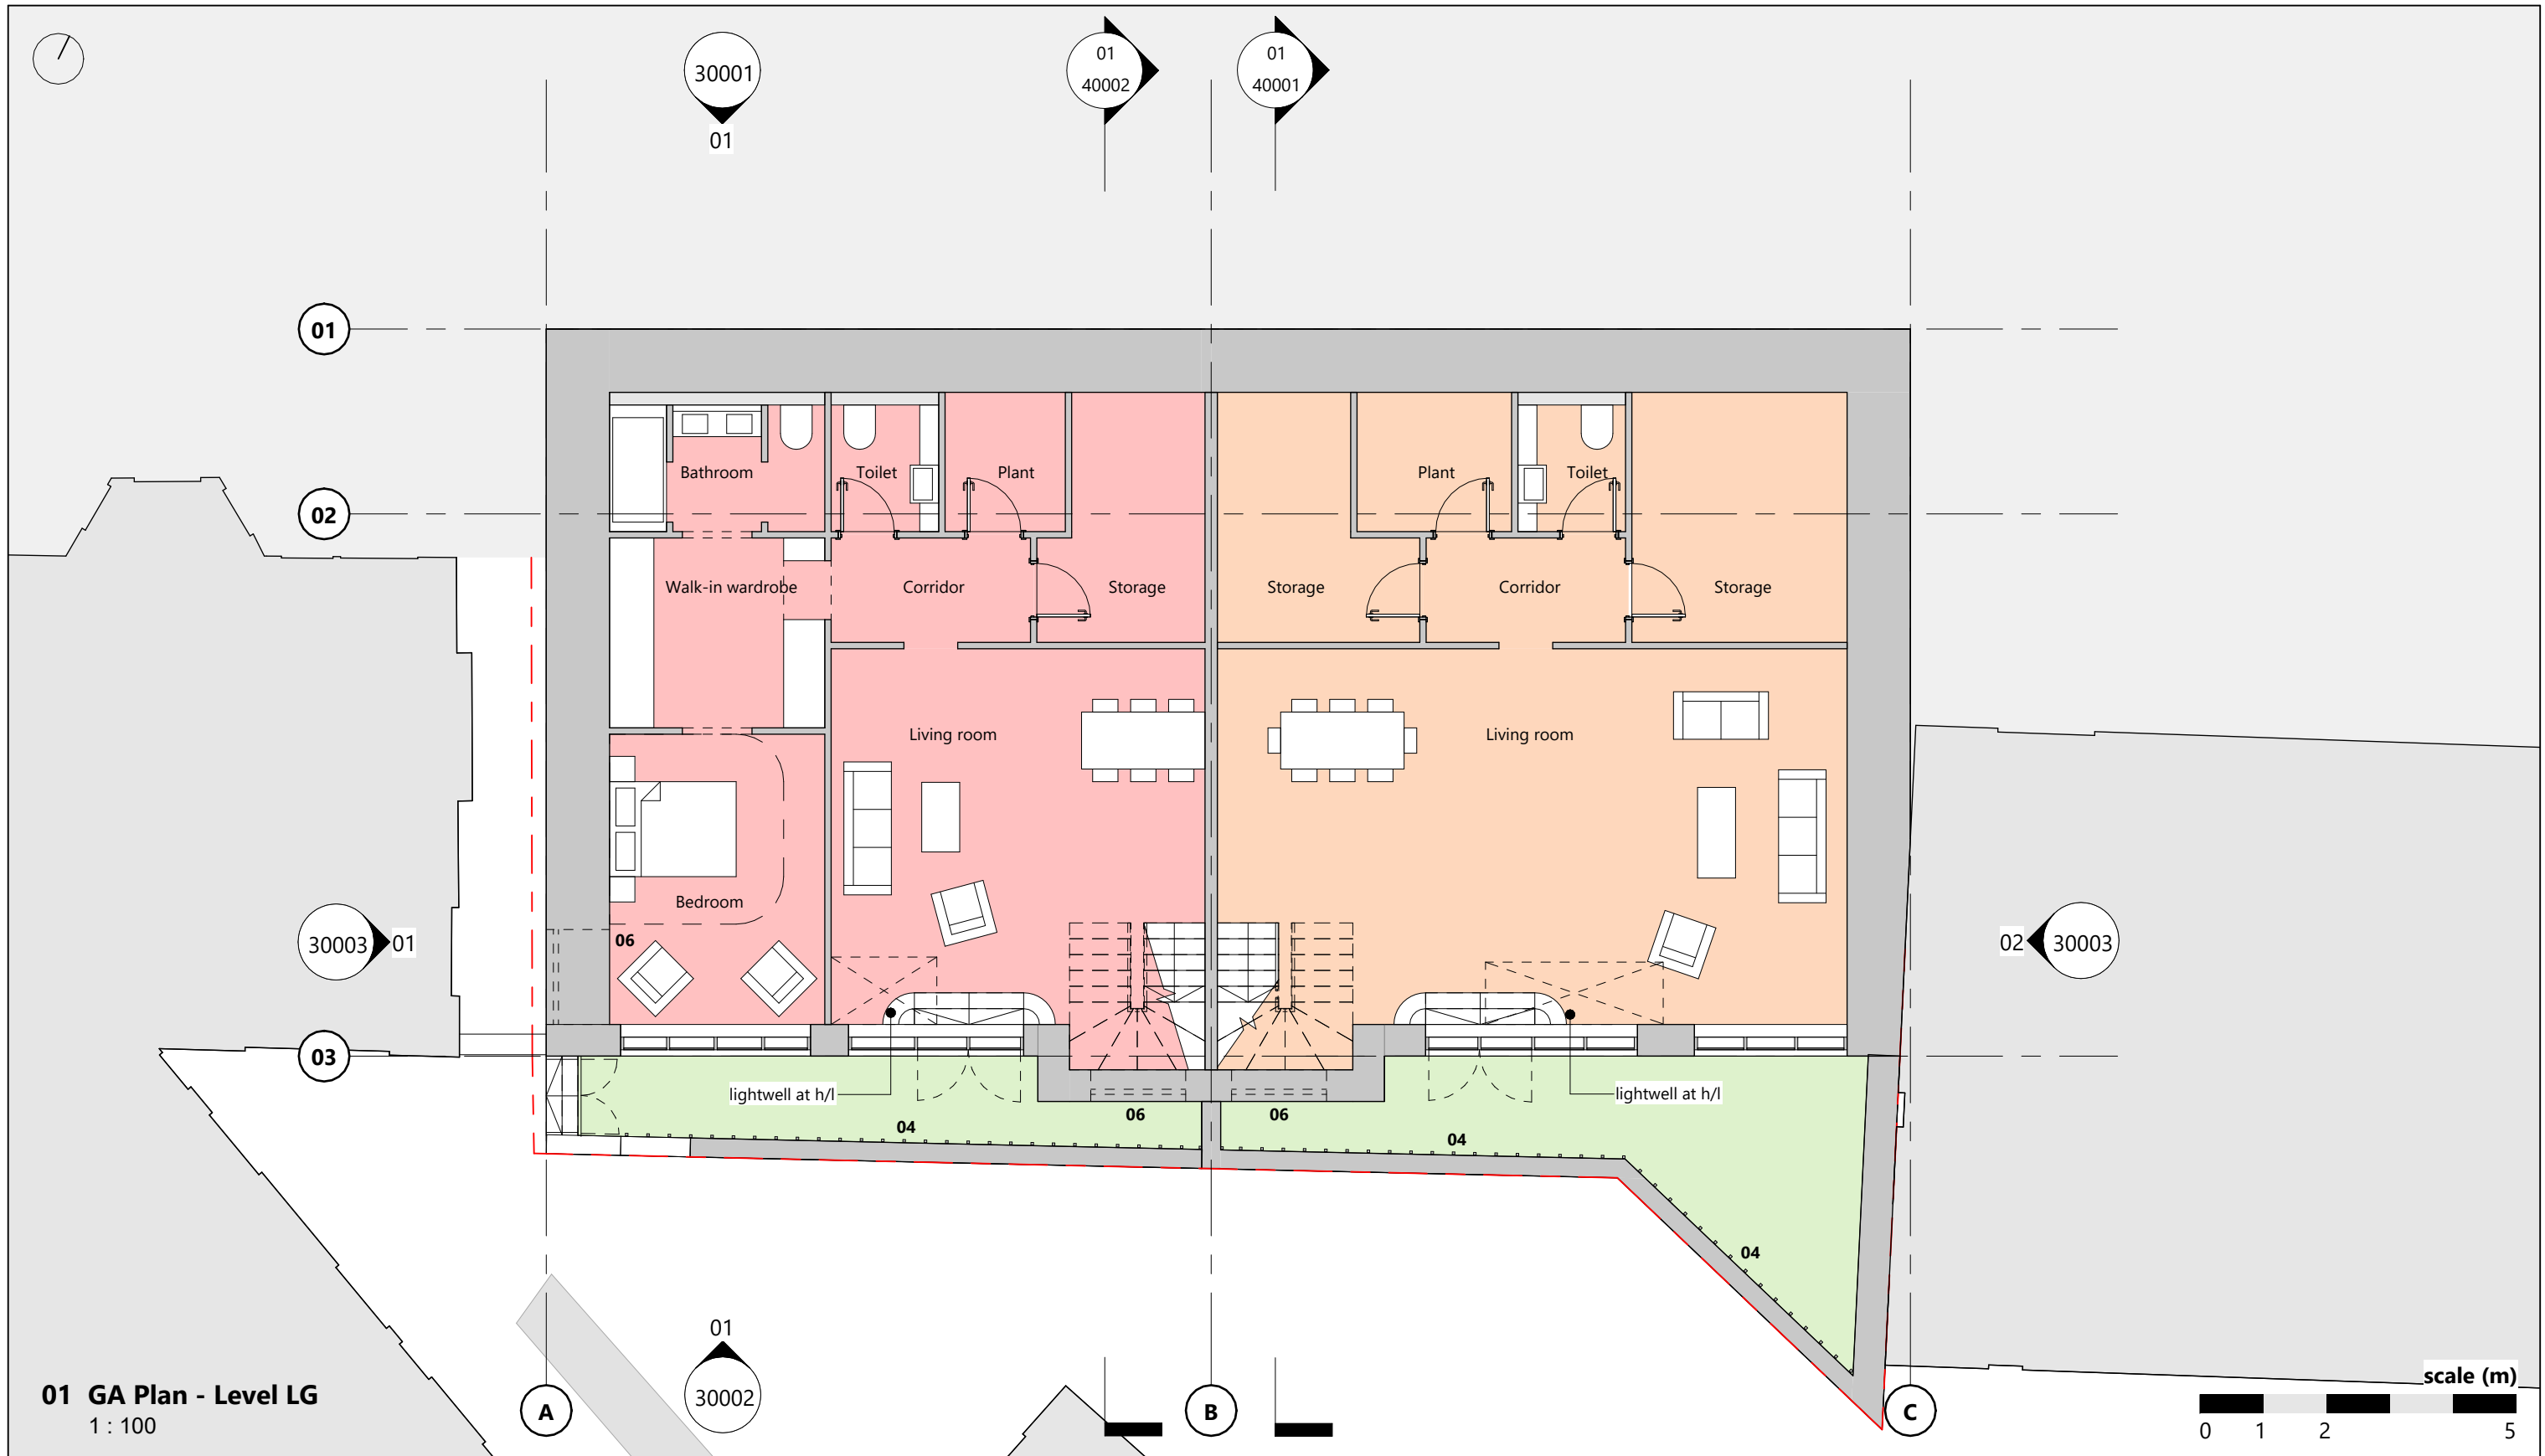 30001
01
01
40002
01
40001
01
02
Bathroom
Toilet
Plant
Plant
Toilet
Walk-in wardrobe
Corridor
Storage
Storage
Corridor
Storage
Living room
Living room
Bedroom
06
30003
01
02
30003
03
lightwell at h/l
lightwell at h/l
06
06
04
04
04
01
30002
01 GA Plan - Level LG
1 : 100
A
B
C
scale (m)
0 1 2 5